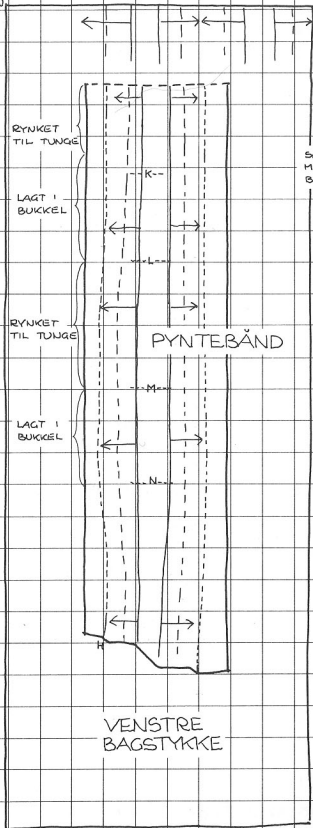 RYNKET
TIL TUNGE
K
LAGT I
BUKKEL
L
RYNKET
TIL TUNGE
PYNTEBÅND
M
LAGT I
BUKKEL
N
H
VENSTRE
BAGSTYKKE